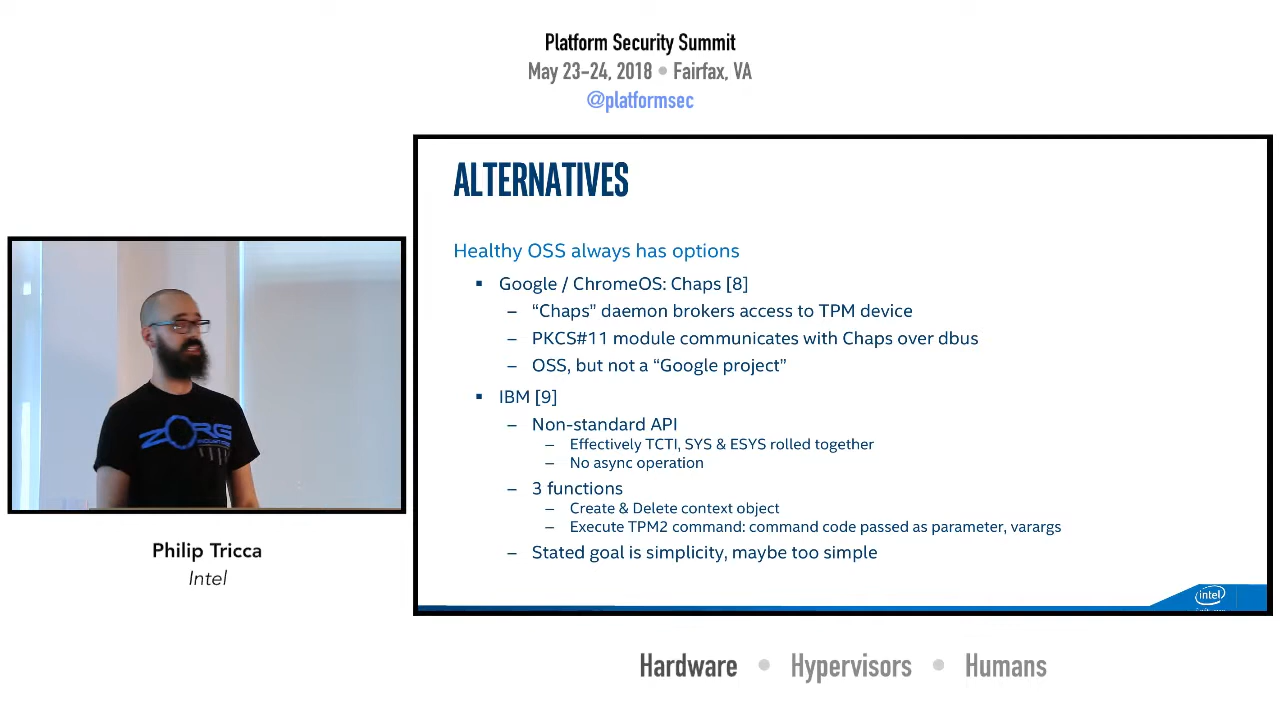 Platform Security Summit
May 23-24, 2018 • Fairfax, VA
@platformsec
ALTERNATIVES
Healthy OSS always has options
▪ Google / ChromeOS: Chaps [8]
– “Chaps” daemon brokers access to TPM device
– PKCS#11 module communicates with Chaps over dbus
– OSS, but not a “Google project”
▪ IBM [9]
– Non-standard API
– Effectively TCTI, SYS & ESYS rolled together
– No async operation
– 3 functions
– Create & Delete context object
– Execute TPM2 command: command code passed as parameter, varargs
– Stated goal is simplicity, maybe too simple
intel
ZORG
Philip Tricca
Intel
Hardware • Hypervisors • Humans